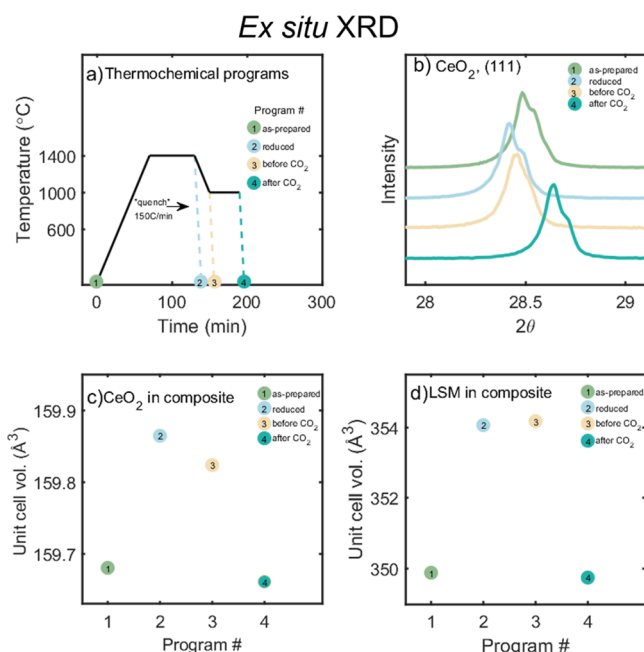 Ex situ XRD
a) Thermochemical programs
Program #
1 as-prepared
2 reduced
3 before CO2
4 after CO2
"quench"
150C/min
1400
1000
600
Temperature (°C)
1 2 3 4
0 100 200 300
Time (min)
b) CeO2, (111)
1 as-prepared
2 reduced
3 before CO2
4 after CO2
Intensity
28 28.5 29
2θ
c) CeO2 in composite
1 as-prepared
2 reduced
3 before CO2
4 after CO2
159.9
159.8
159.7
Unit cell vol. (Å3)
2
3
1
4
1 2 3 4
Program #
d) LSM in composite
1 as-prepared
2 reduced
3 before CO2
4 after CO2
354
352
350
Unit cell vol. (Å3)
2 3
1 4
1 2 3 4
Program #